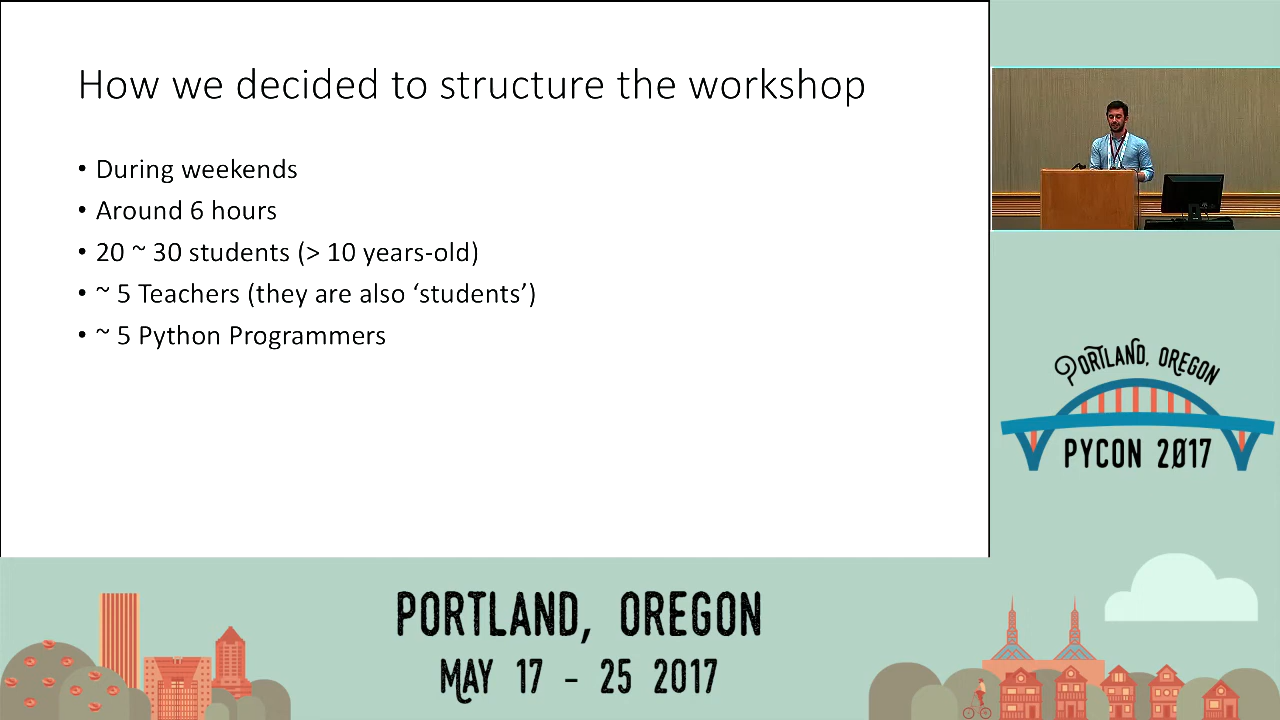 How we decided to structure the workshop
• During weekends
• Around 6 hours
• 20 ~ 30 students (> 10 years-old)
• ~ 5 Teachers (they are also ‘students’)
• ~ 5 Python Programmers
PORTLAND, OREGON
PYCON 2017
PORTLAND, OREGON
MAY 17 - 25 2017